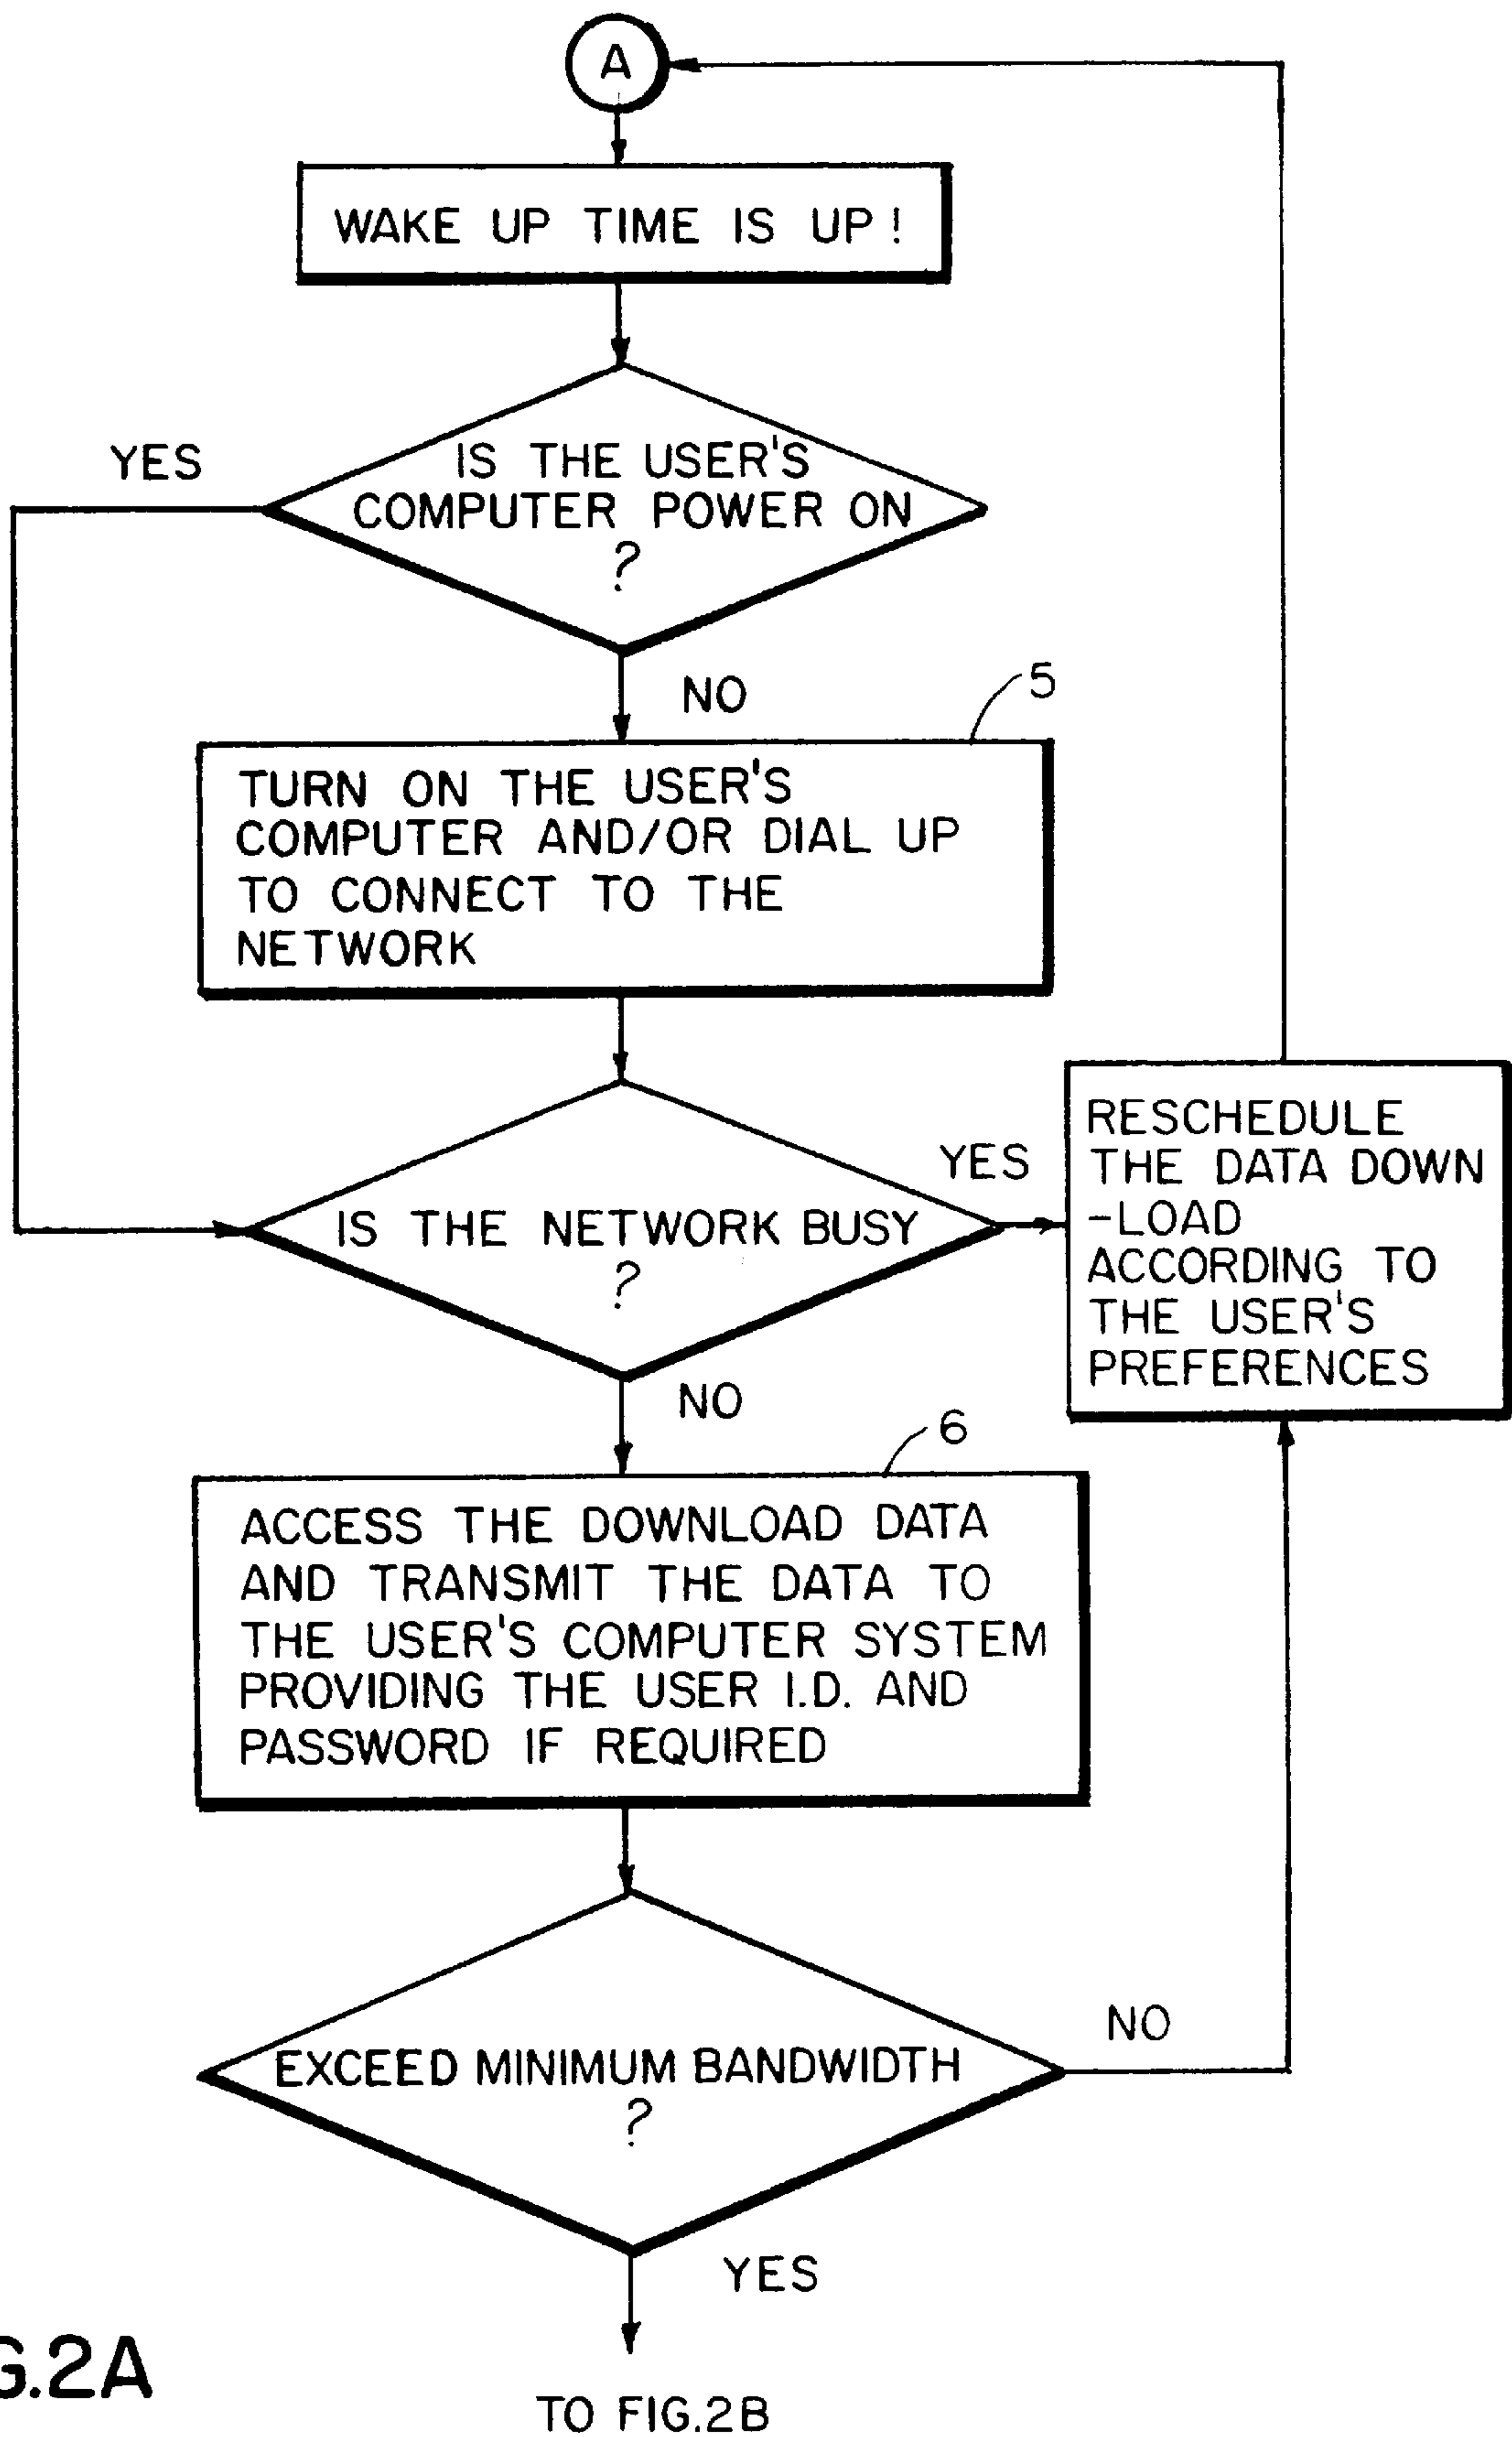 A
WAKE UP TIME IS UP!
YES
IS THE USER'S
COMPUTER POWER ON
?
NO
5
TURN ON THE USER'S
COMPUTER AND/OR DIAL UP
TO CONNECT TO THE
NETWORK
IS THE NETWORK BUSY
?
YES
RESCHEDULE
THE DATA DOWN
-LOAD
ACCORDING TO
THE USER'S
PREFERENCES
NO
6
ACCESS THE DOWNLOAD DATA
AND TRANSMIT THE DATA TO
THE USER'S COMPUTER SYSTEM
PROVIDING THE USER I.D. AND
PASSWORD IF REQUIRED
EXCEED MINIMUM BANDWIDTH
?
NO
YES
G.2A
TO FIG.2B